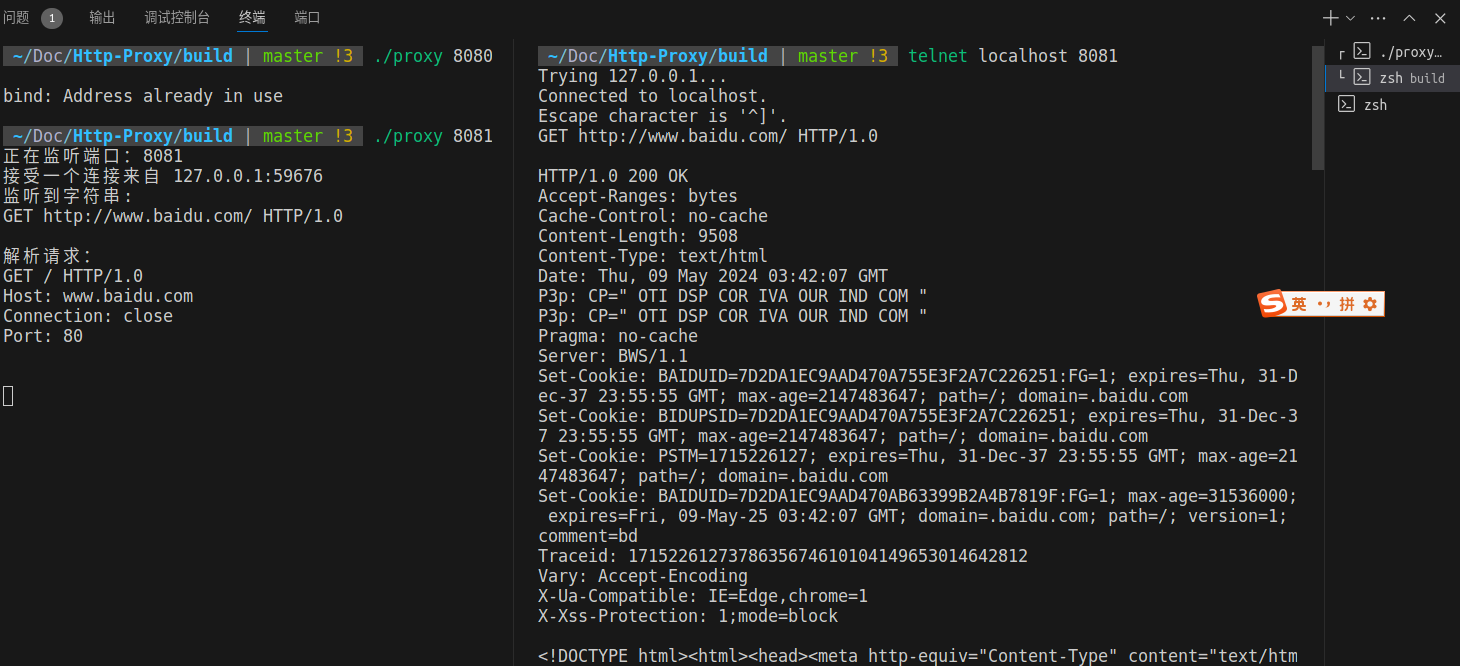 问题 1 输出 调试控制台 终端 端口
~/Doc/Http-Proxy/build | master !3 ./proxy 8080
bind: Address already in use
~/Doc/Http-Proxy/build | master !3 ./proxy 8081
正在监听端口: 8081
接受一个连接来自 127.0.0.1:59676
监听到字符串:
GET http://www.baidu.com/ HTTP/1.0
解析请求:
GET / HTTP/1.0
Host: www.baidu.com
Connection: close
Port: 80
~/Doc/Http-Proxy/build | master !3 telnet localhost 8081
Trying 127.0.0.1...
Connected to localhost.
Escape character is '^]'.
GET http://www.baidu.com/ HTTP/1.0
HTTP/1.0 200 OK
Accept-Ranges: bytes
Cache-Control: no-cache
Content-Length: 9508
Content-Type: text/html
Date: Thu, 09 May 2024 03:42:07 GMT
P3p: CP=" OTI DSP COR IVA OUR IND COM "
P3p: CP=" OTI DSP COR IVA OUR IND COM "
Pragma: no-cache
Server: BWS/1.1
Set-Cookie: BAIDUID=7D2DA1EC9AAD470A755E3F2A7C226251:FG=1; expires=Thu, 31-D
ec-37 23:55:55 GMT; max-age=2147483647; path=/; domain=.baidu.com
Set-Cookie: BIDUPSID=7D2DA1EC9AAD470A755E3F2A7C226251; expires=Thu, 31-Dec-3
7 23:55:55 GMT; max-age=2147483647; path=/; domain=.baidu.com
Set-Cookie: PSTM=1715226127; expires=Thu, 31-Dec-37 23:55:55 GMT; max-age=21
47483647; path=/; domain=.baidu.com
Set-Cookie: BAIDUID=7D2DA1EC9AAD470AB63399B2A4B7819F:FG=1; max-age=31536000;
expires=Fri, 09-May-25 03:42:07 GMT; domain=.baidu.com; path=/; version=1;
comment=bd
Traceid: 1715226127378635674610104149653014642812
Vary: Accept-Encoding
X-Ua-Compatible: IE=Edge,chrome=1
X-Xss-Protection: 1;mode=block
<!DOCTYPE html><html><head><meta http-equiv="Content-Type" content="text/htm
./proxy...
zsh build
zsh
S 英 拼